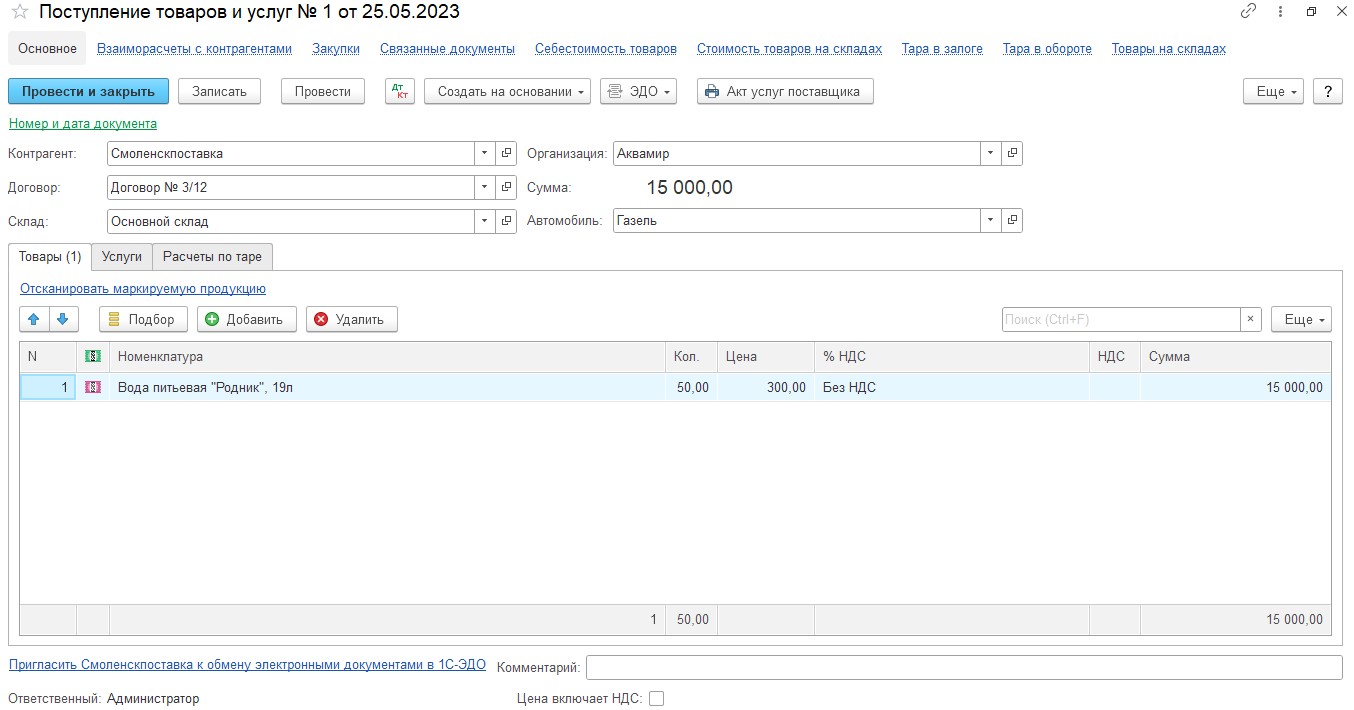 Поступление товаров и услуг № 1 от 25.05.2023
Основное Взаиморасчеты с контрагентами Закупки Связанные документы Себестоимость товаров Стоимость товаров на складах Тара в залоге Тара в обороте Товары на складах
Провести и закрыть Записать Провести Дт Кт Создать на основании ЭДО Акт услуг поставщика Еще ?
Номер и дата документа
Контрагент: Смоленскпоставка Организация: Аквамир
Договор: Договор № 3/12 Сумма: 15 000,00
Склад: Основной склад Автомобиль: Газель
Товары (1) Услуги Расчеты по таре
Отсканировать маркируемую продукцию
Подбор Добавить Удалить Поиск (Ctrl+F) × Еще
N Номенклатура Кол. Цена % НДС НДС Сумма
1 Вода питьевая "Родник", 19л 50,00 300,00 Без НДС 15 000,00
1 50,00 15 000,00
Пригласить Смоленскпоставка к обмену электронными документами в 1С-ЭДО Комментарий:
Ответственный: Администратор Цена включает НДС: